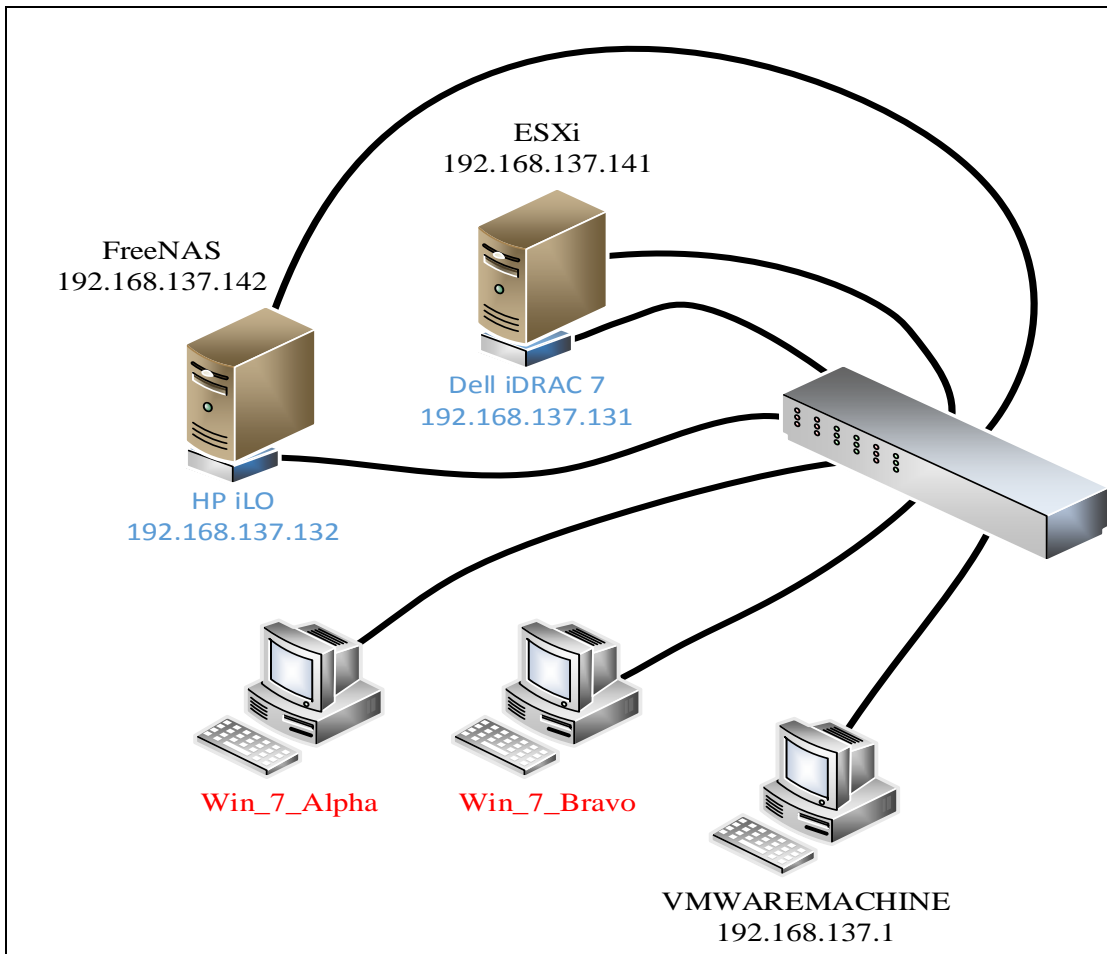 ESXi
192.168.137.141
FreeNAS
192.168.137.142
Dell iDRAC 7
192.168.137.131
HP iLO
192.168.137.132
Win_7_Alpha
Win_7_Bravo
VMWAREMACHINE
192.168.137.1